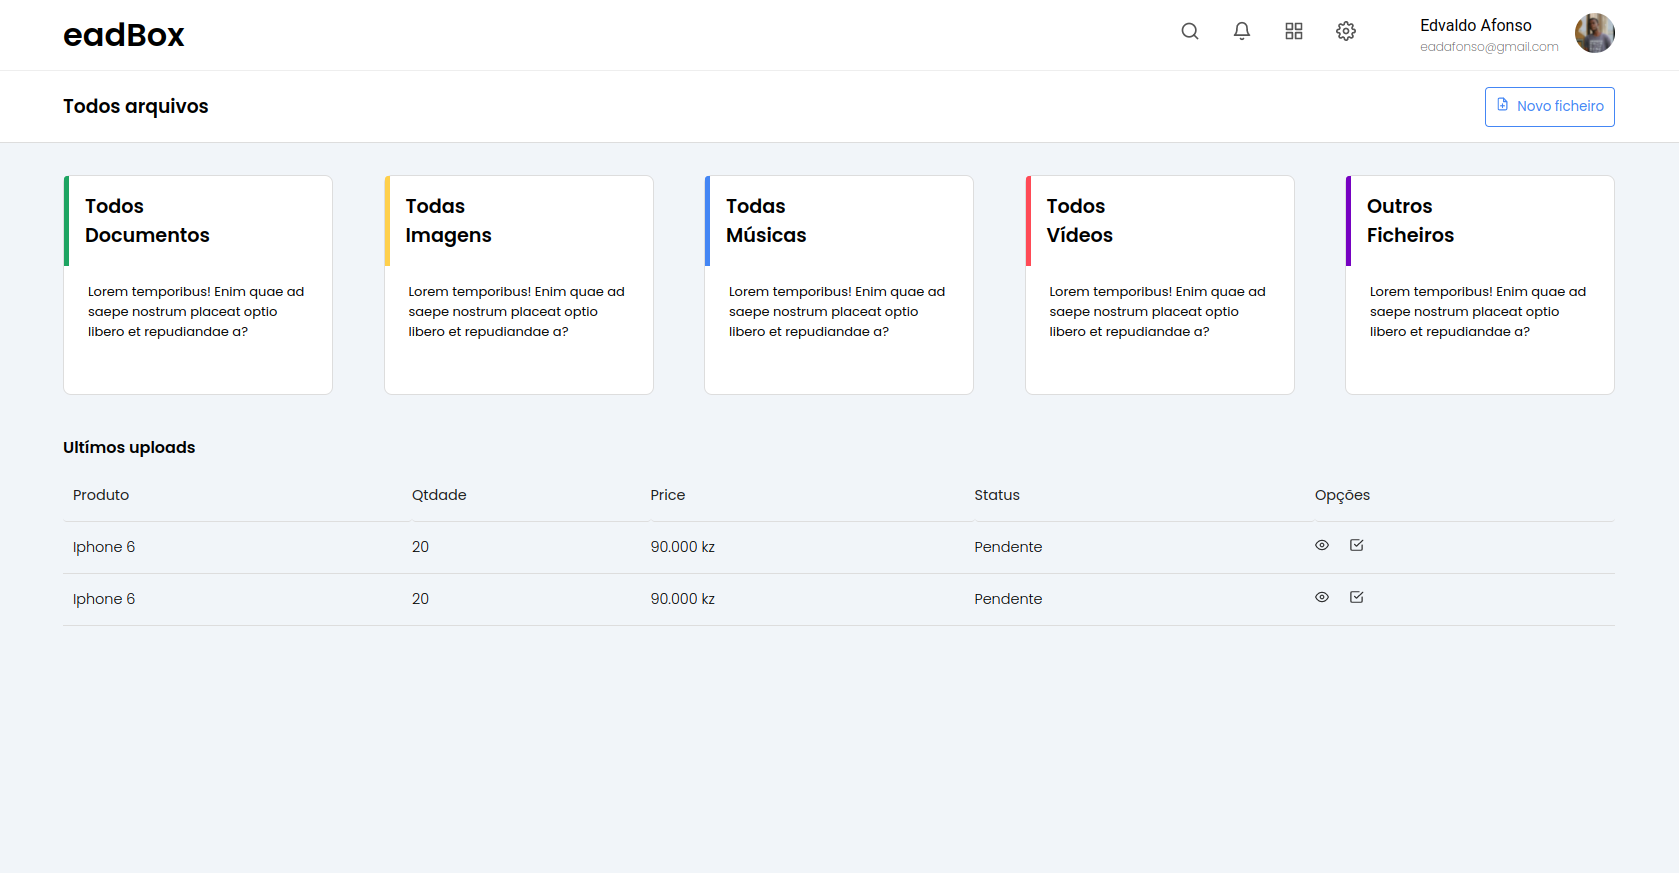 eadBox
Edvaldo Afonso
eadafonso@gmail.com
Todos arquivos
Novo ficheiro
Todos
Documentos
Lorem temporibus! Enim quae ad
saepe nostrum placeat optio
libero et repudiandae a?
Todas
Imagens
Lorem temporibus! Enim quae ad
saepe nostrum placeat optio
libero et repudiandae a?
Todas
Músicas
Lorem temporibus! Enim quae ad
saepe nostrum placeat optio
libero et repudiandae a?
Todos
Vídeos
Lorem temporibus! Enim quae ad
saepe nostrum placeat optio
libero et repudiandae a?
Outros
Ficheiros
Lorem temporibus! Enim quae ad
saepe nostrum placeat optio
libero et repudiandae a?
Ultímos uploads
Produto Qtdade Price Status Opções
Iphone 6 20 90.000 kz Pendente
Iphone 6 20 90.000 kz Pendente